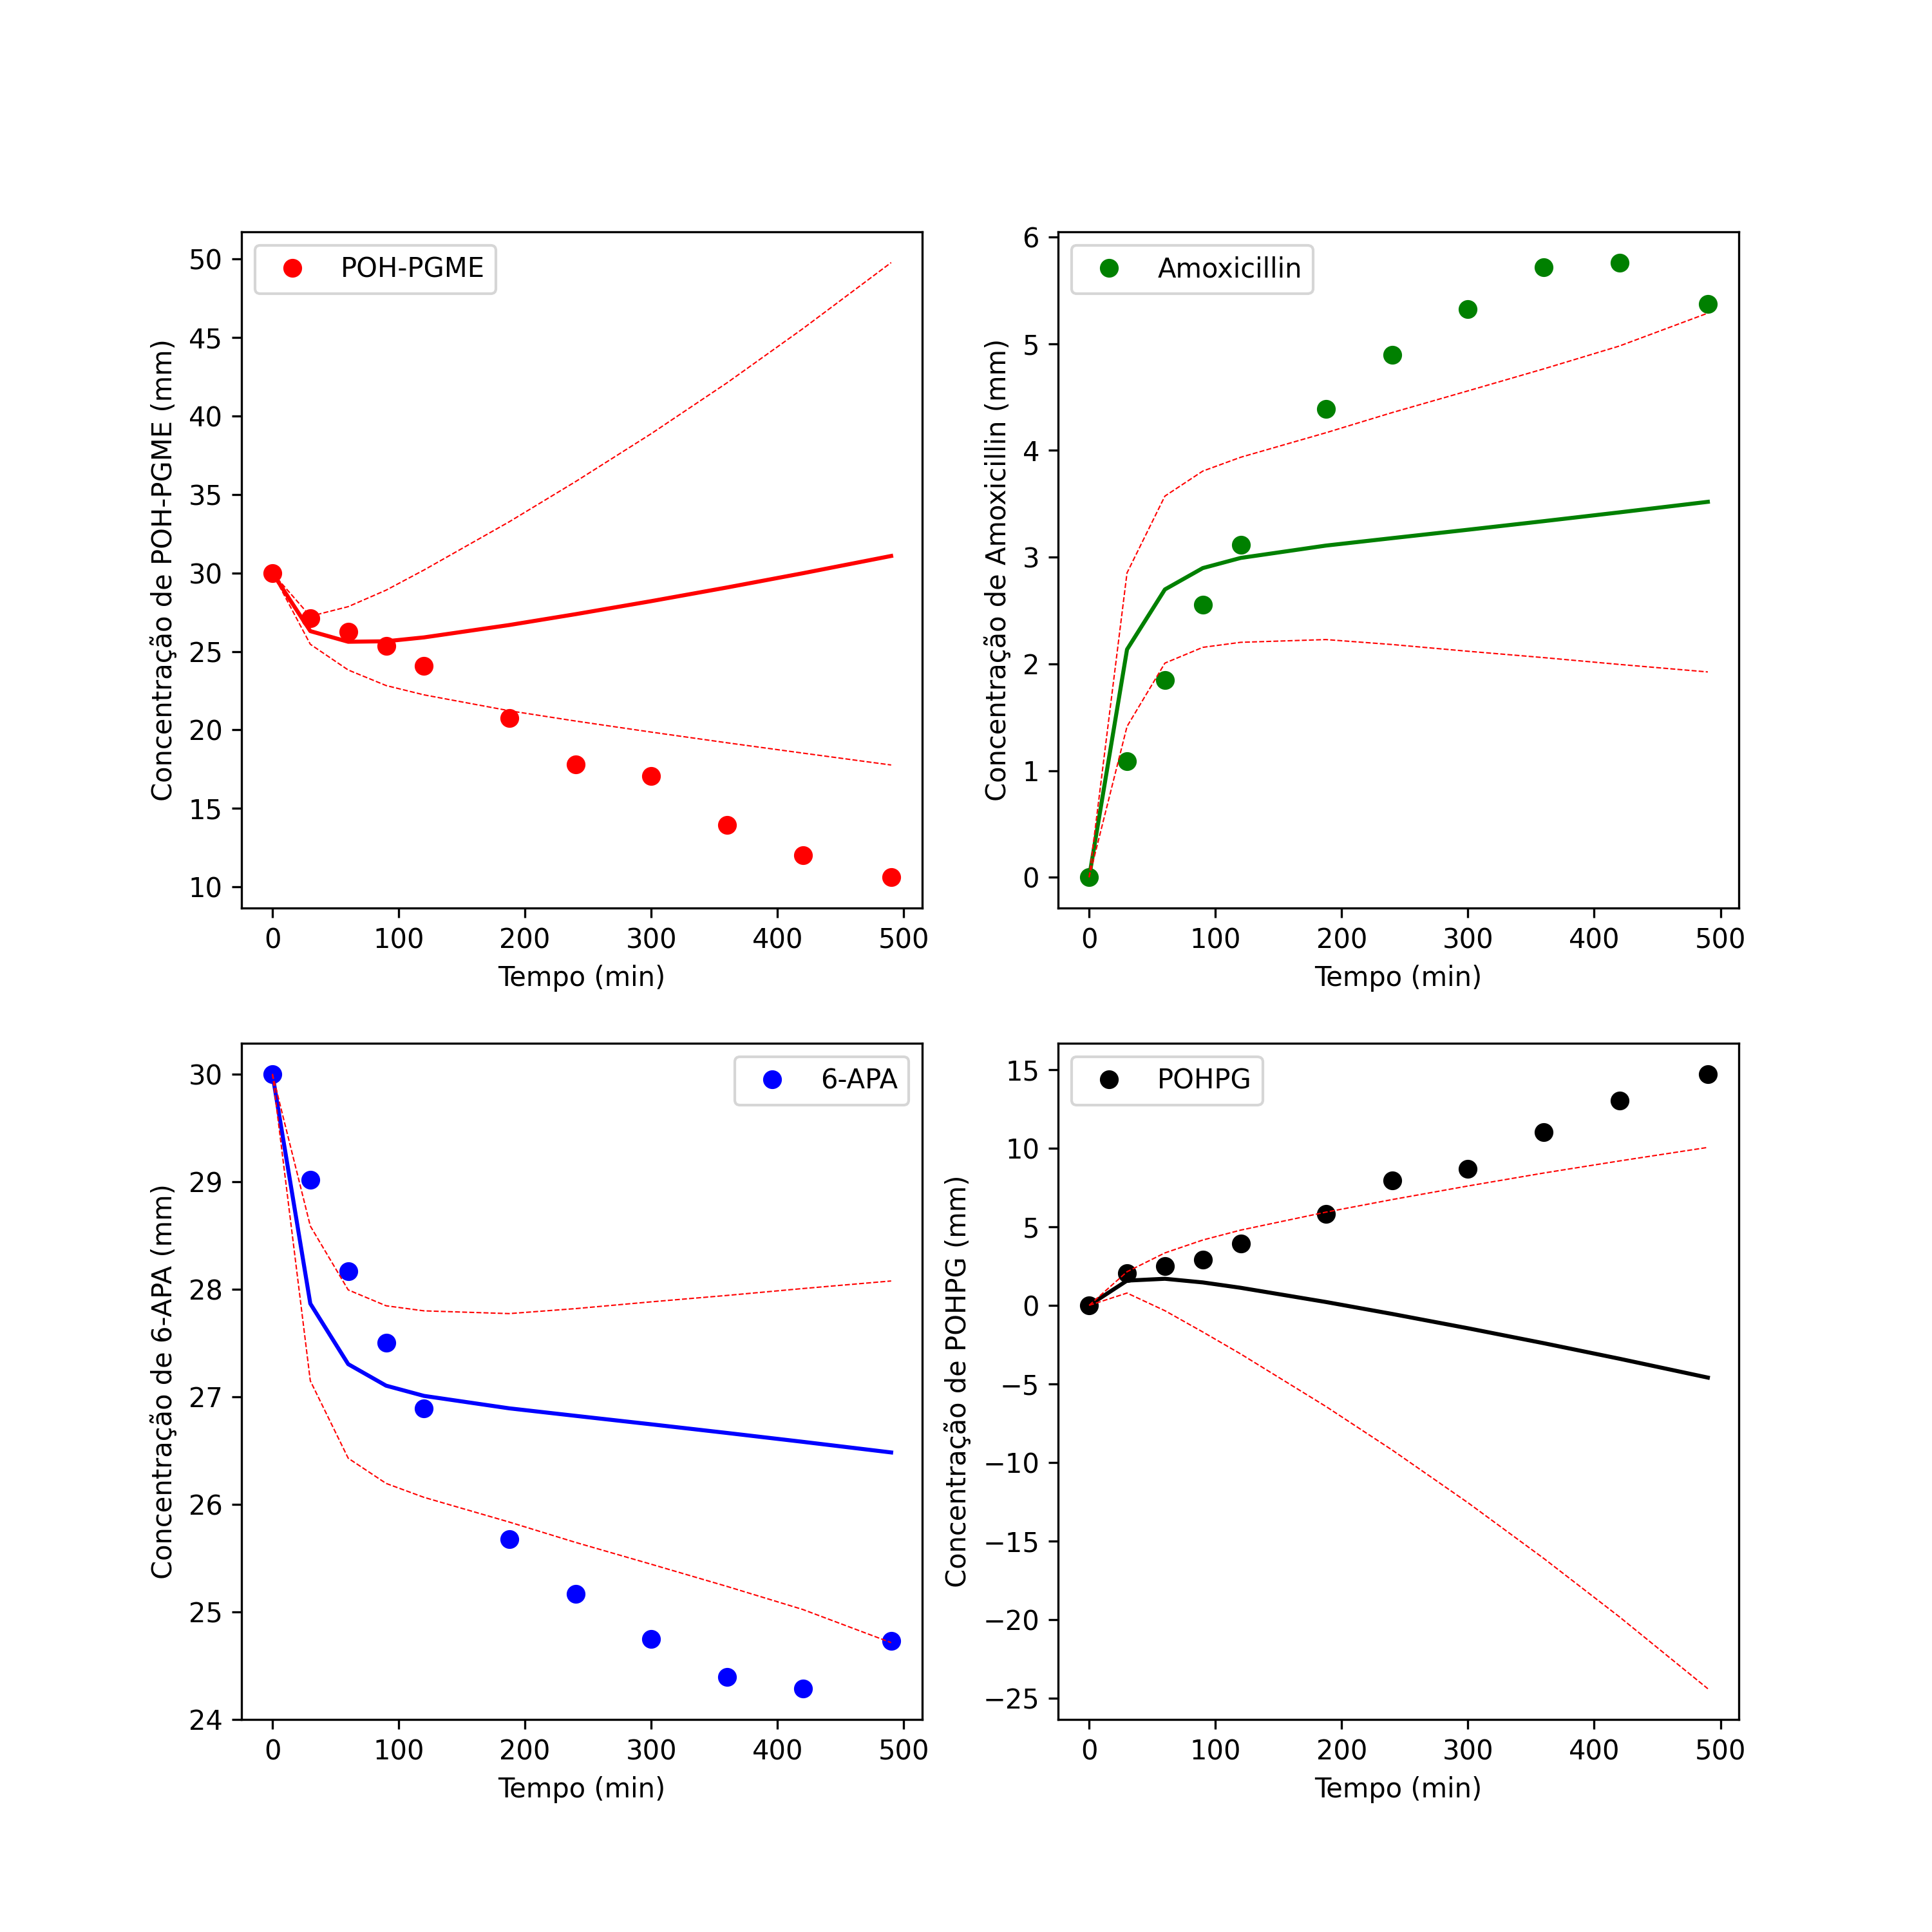 POH-PGME
50
45
40
35
30
25
20
15
10
Concentração de POH-PGME (mm)
0 100 200 300 400 500
Tempo (min)
Amoxicillin
6
5
4
3
2
1
0
Concentração de Amoxicillin (mm)
0 100 200 300 400 500
Tempo (min)
6-APA
30
29
28
27
26
25
24
Concentração de 6-APA (mm)
0 100 200 300 400 500
Tempo (min)
POHPG
15
10
5
0
−5
−10
−15
−20
−25
Concentração de POHPG (mm)
0 100 200 300 400 500
Tempo (min)